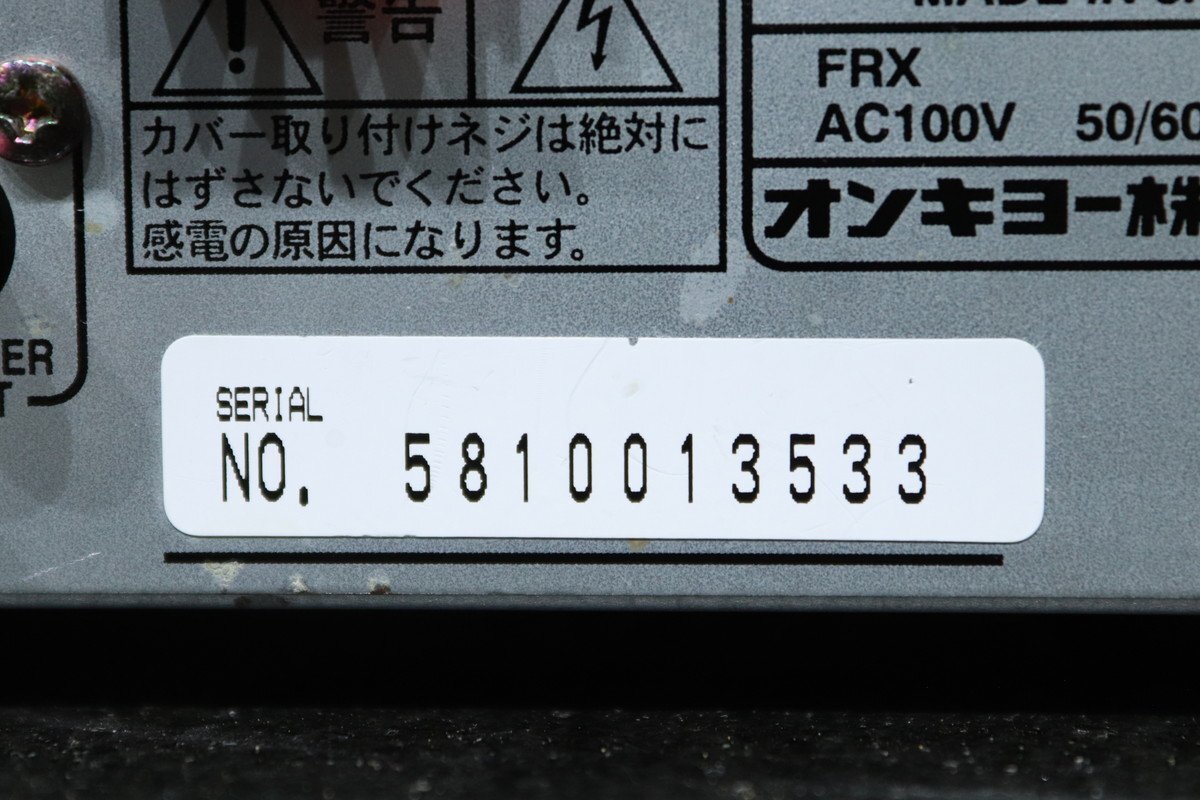 警告
カバー取り付けネジは絶対に
はずさないでください。
感電の原因になります。
MADE IN
FRX
AC100V 50/60
オンキヨー株
ER
T
SERIAL
NO. 5810013533